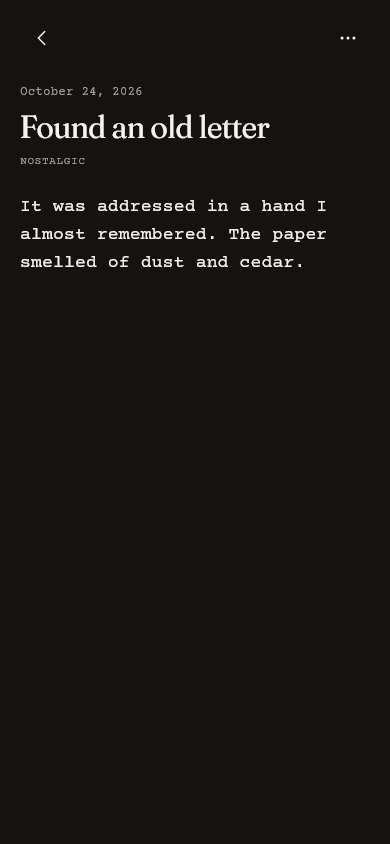 October 24, 2026
Found an old letter
NOSTALGIC
It was addressed in a hand I
almost remembered. The paper
smelled of dust and cedar.